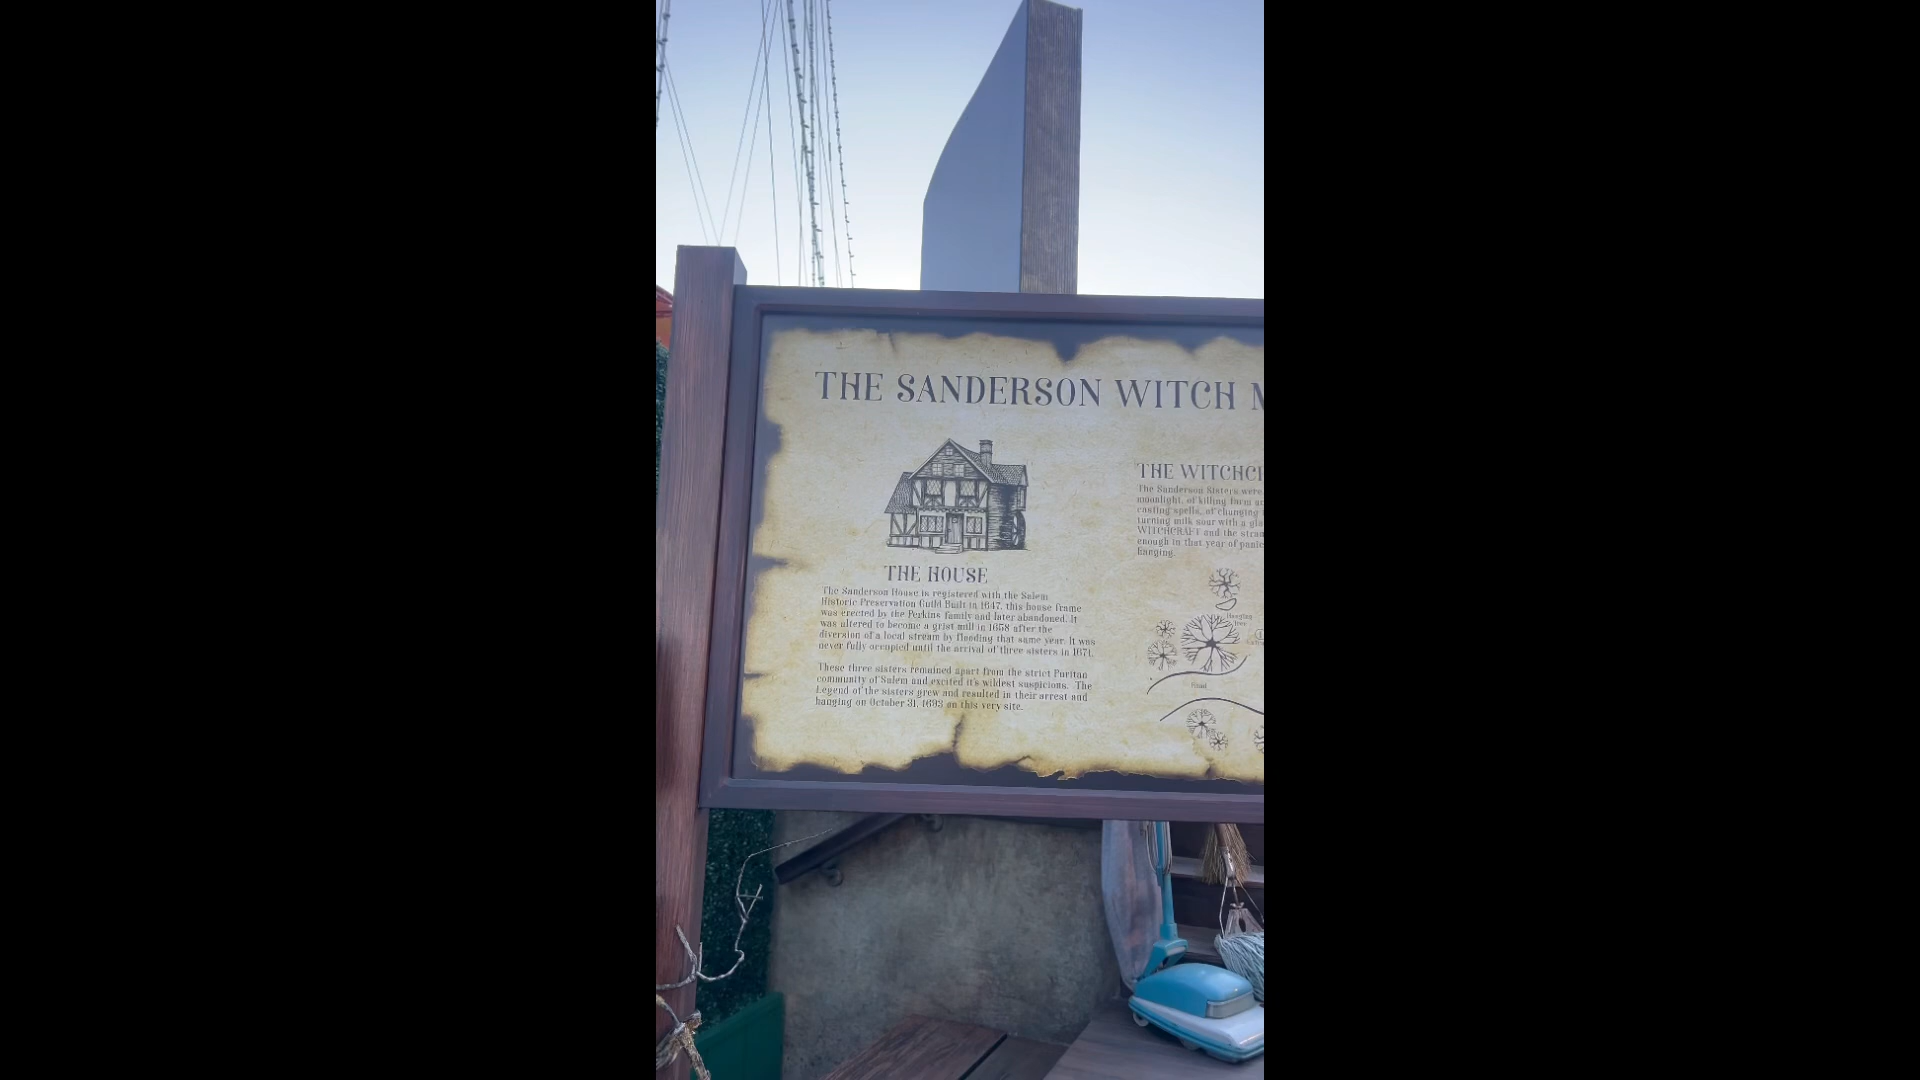 THE SANDERSON WITCH
THE HOUSE
The Sanderson House is registered with the Salem
Historic Preservation Guild Built in 1647, this house frame
was erected by the Perkins family and later abandoned. It
was altered to become a grist mill in 1658 after the
diversion of a local stream by flooding that same year. It was
never fully occupied until the arrival of three sisters in 1671.
These three sisters remained apart from the strict Puritan
community of Salem and excited it's wildest suspicions. The
Legend of the sisters grew and resulted in their arrest and
hanging on October 31, 1693 on this very site.
THE WITCHC
The Sanderson Sisters were
moonlight, of killing farm
casting spells, of changing
turning milk sour with a
WITCHCRAFT and the
enough in that year of
hanging.
Hanging
tree
Road